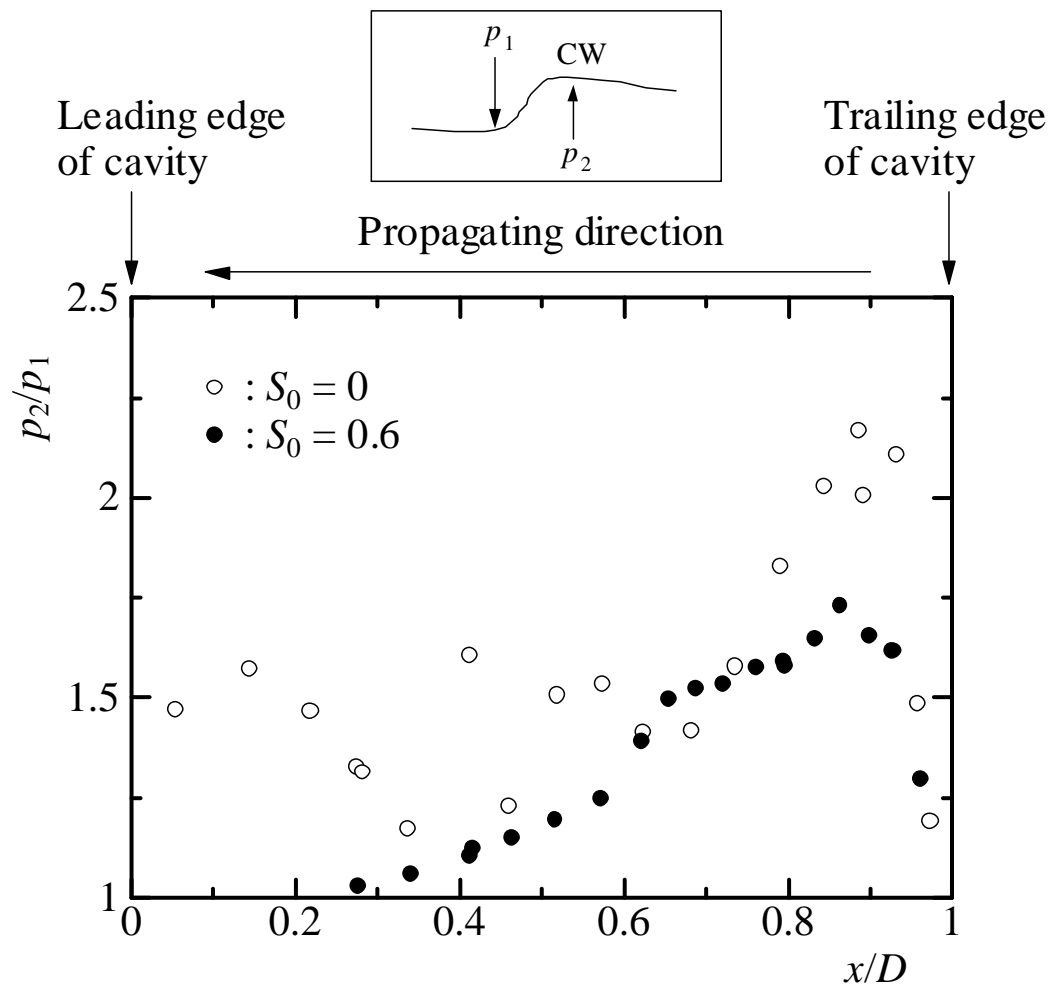 p1
CW
p2
Leading edge
of cavity
Trailing edge
of cavity
Propagating direction
p2/p1
2.5
2
1.5
1
: S0 = 0
: S0 = 0.6
0
0.2
0.4
0.6
0.8
1
x/D